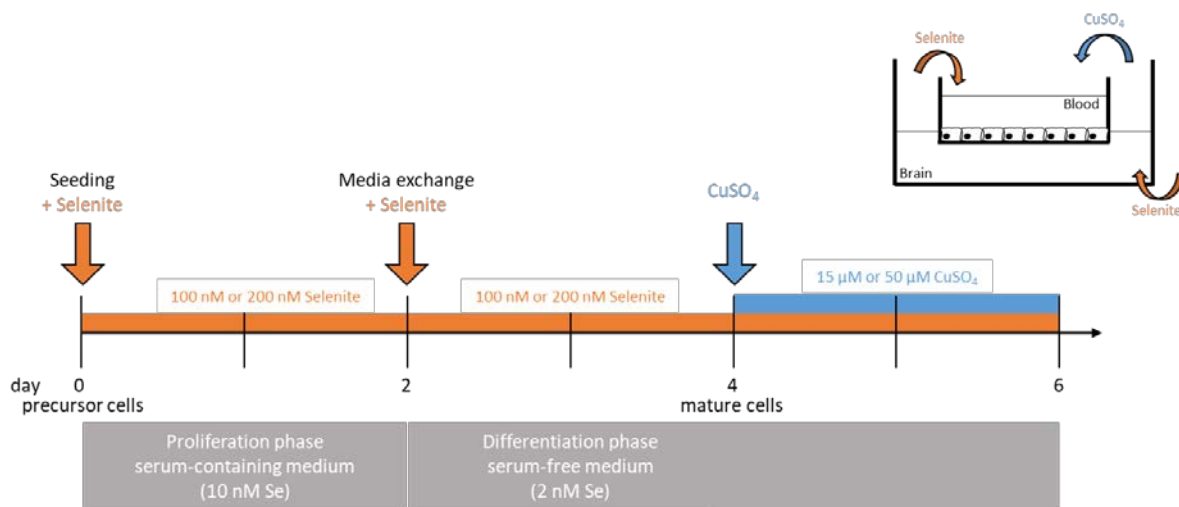 Selenite
CuSO₄
Blood
Brain
Selenite
Seeding
+ Selenite
Media exchange
+ Selenite
CuSO₄
100 nM or 200 nM Selenite
100 nM or 200 nM Selenite
15 µM or 50 µM CuSO₄
day 0 2 4 6
precursor cells mature cells
Proliferation phase
serum-containing medium
(10 nM Se)
Differentiation phase
serum-free medium
(2 nM Se)